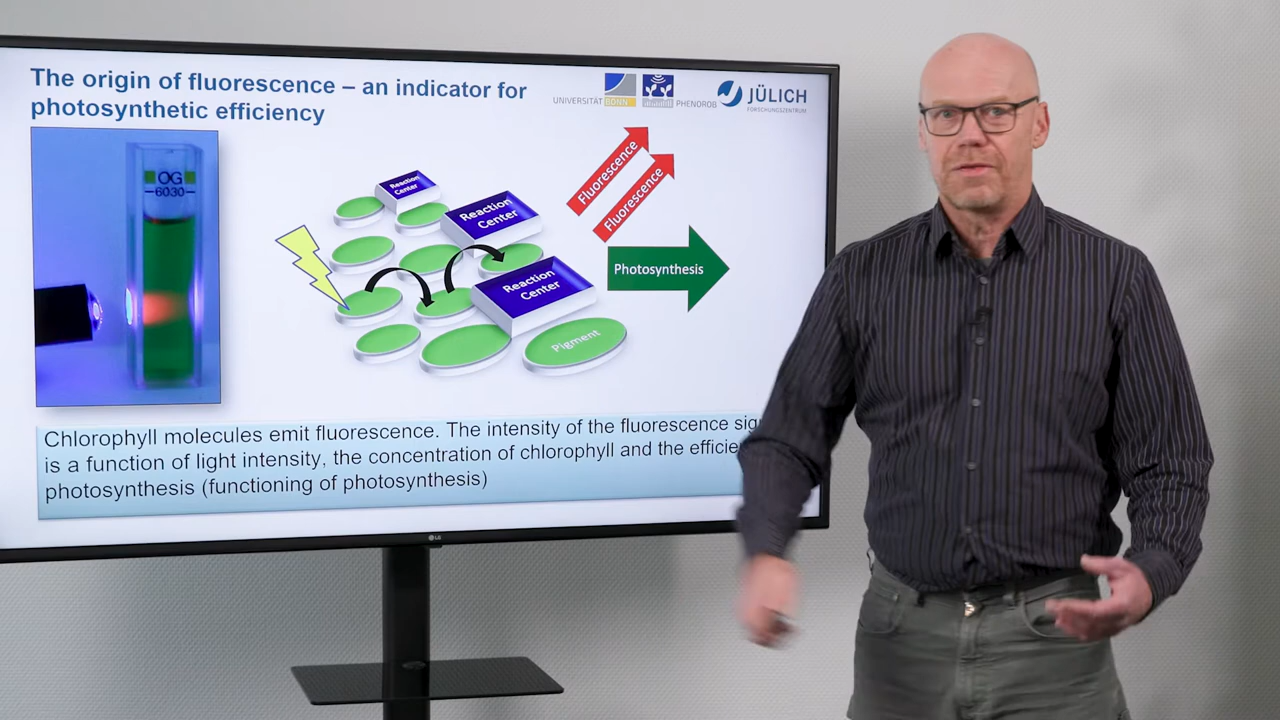 The origin of fluorescence – an indicator for
photosynthetic efficiency
UNIVERSITÄT BONN
PHENOROB
JÜLICH
FORSCHUNGSZENTRUM
OG
6030
Reaction
Center
Reaction
Center
Reaction
Center
Pigment
Fluorescence
Fluorescence
Photosynthesis
Chlorophyll molecules emit fluorescence. The intensity of the fluorescence sig
is a function of light intensity, the concentration of chlorophyll and the efficie
photosynthesis (functioning of photosynthesis)
LG